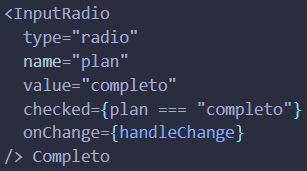 <InputRadio
  type="radio"
  name="plan"
  value="completo"
  checked={plan === "completo"}
  onChange={handleChange}
/> Completo